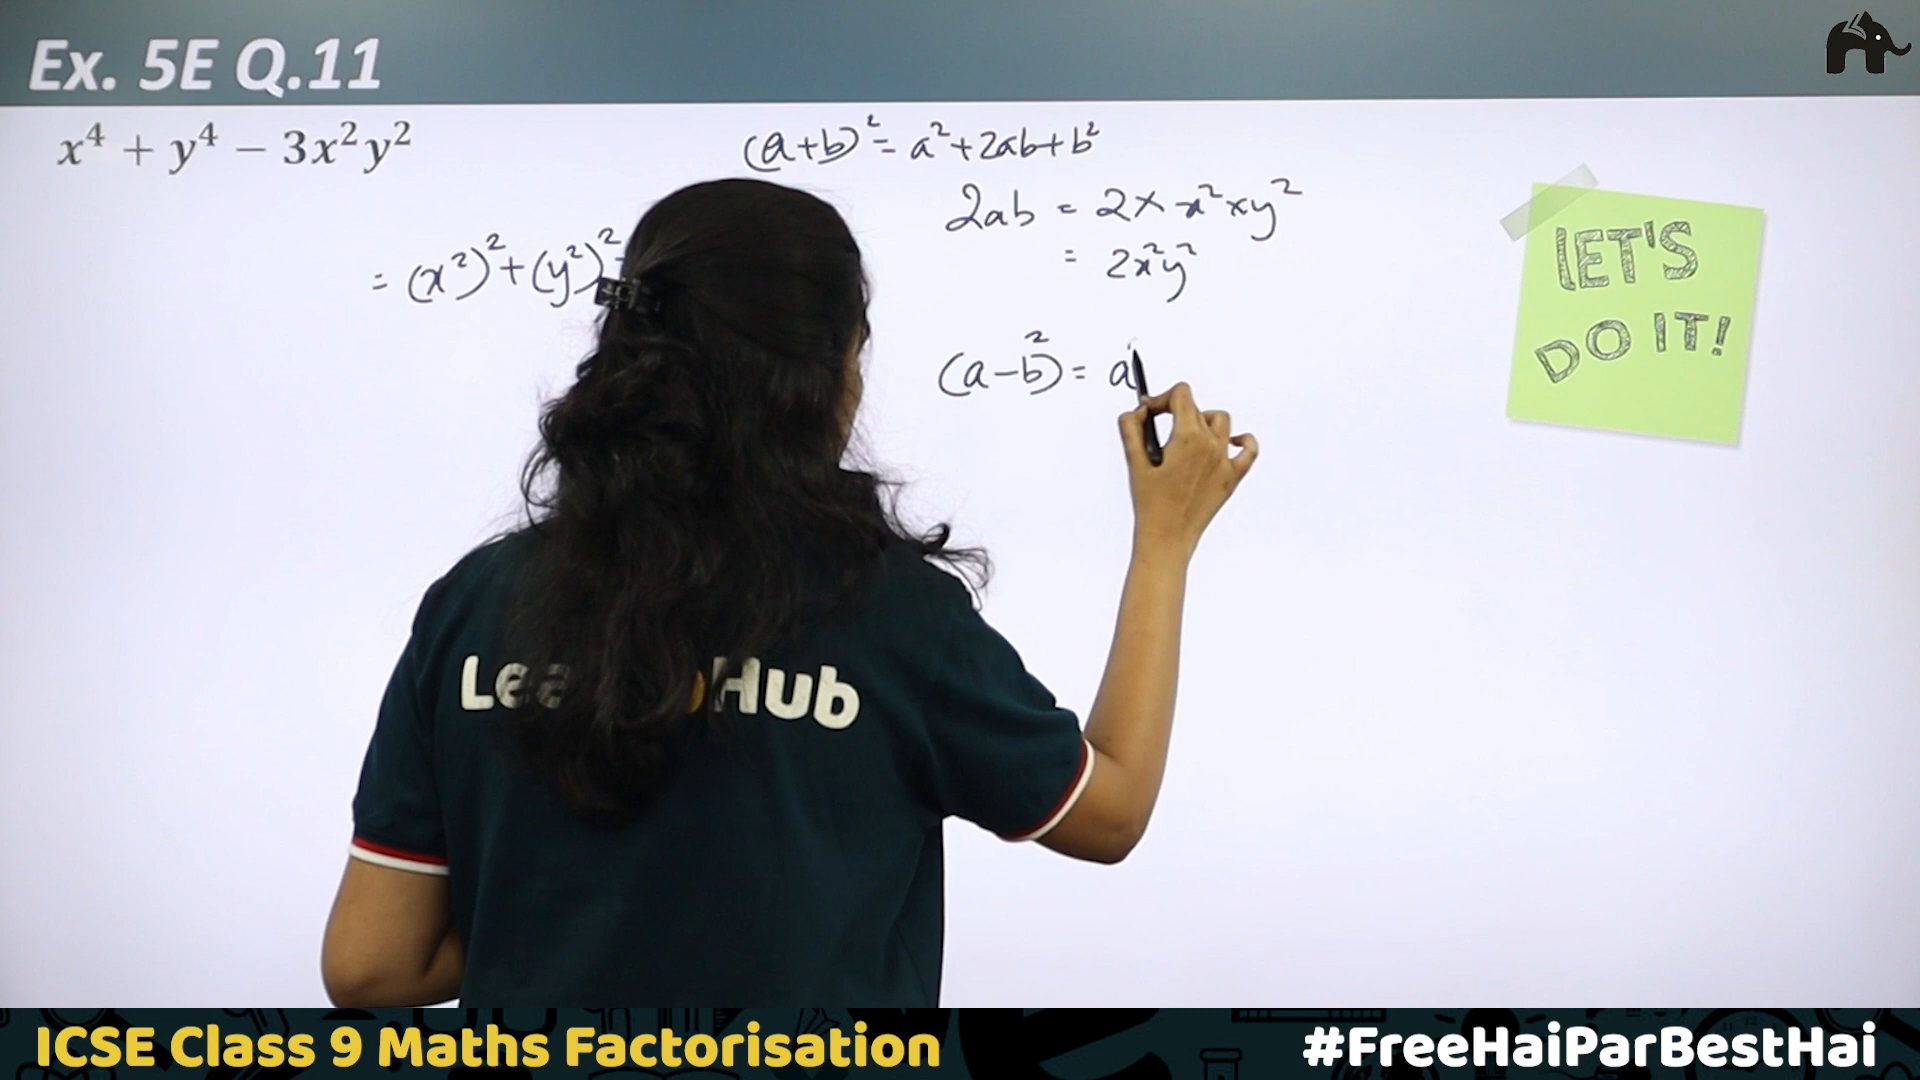 Ex. 5E Q.11
x⁴ + y⁴ − 3x²y²
(a+b)² = a²+2ab+b²
2ab = 2×x²×y²
= 2x²y²
= (x²)²+(y²)²
(a−b)² = a
LET'S
DO IT!
Hub
ICSE Class 9 Maths Factorisation
#FreeHaiParBestHai